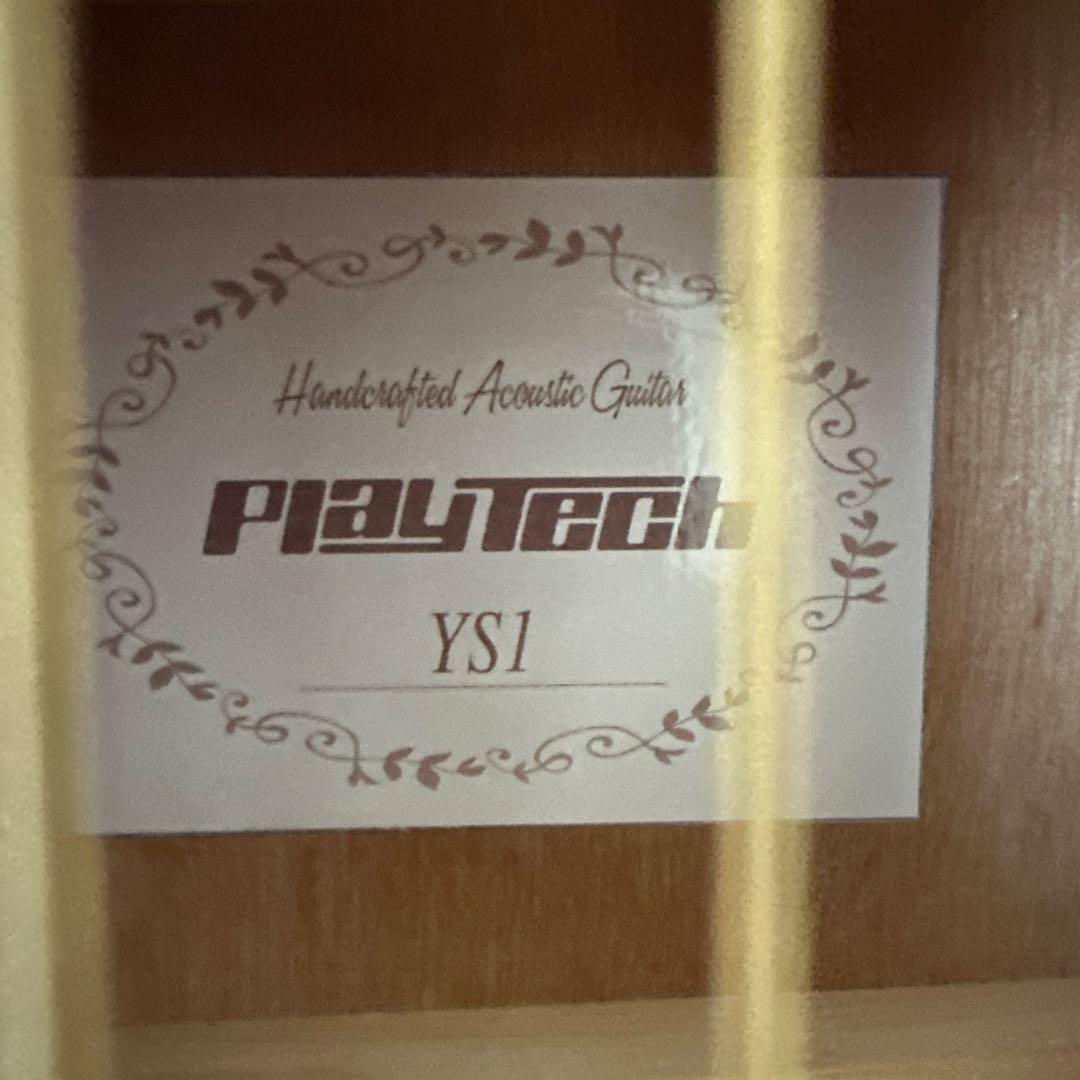 Handcrafted Acoustic Guitar
PlayTech
YS1